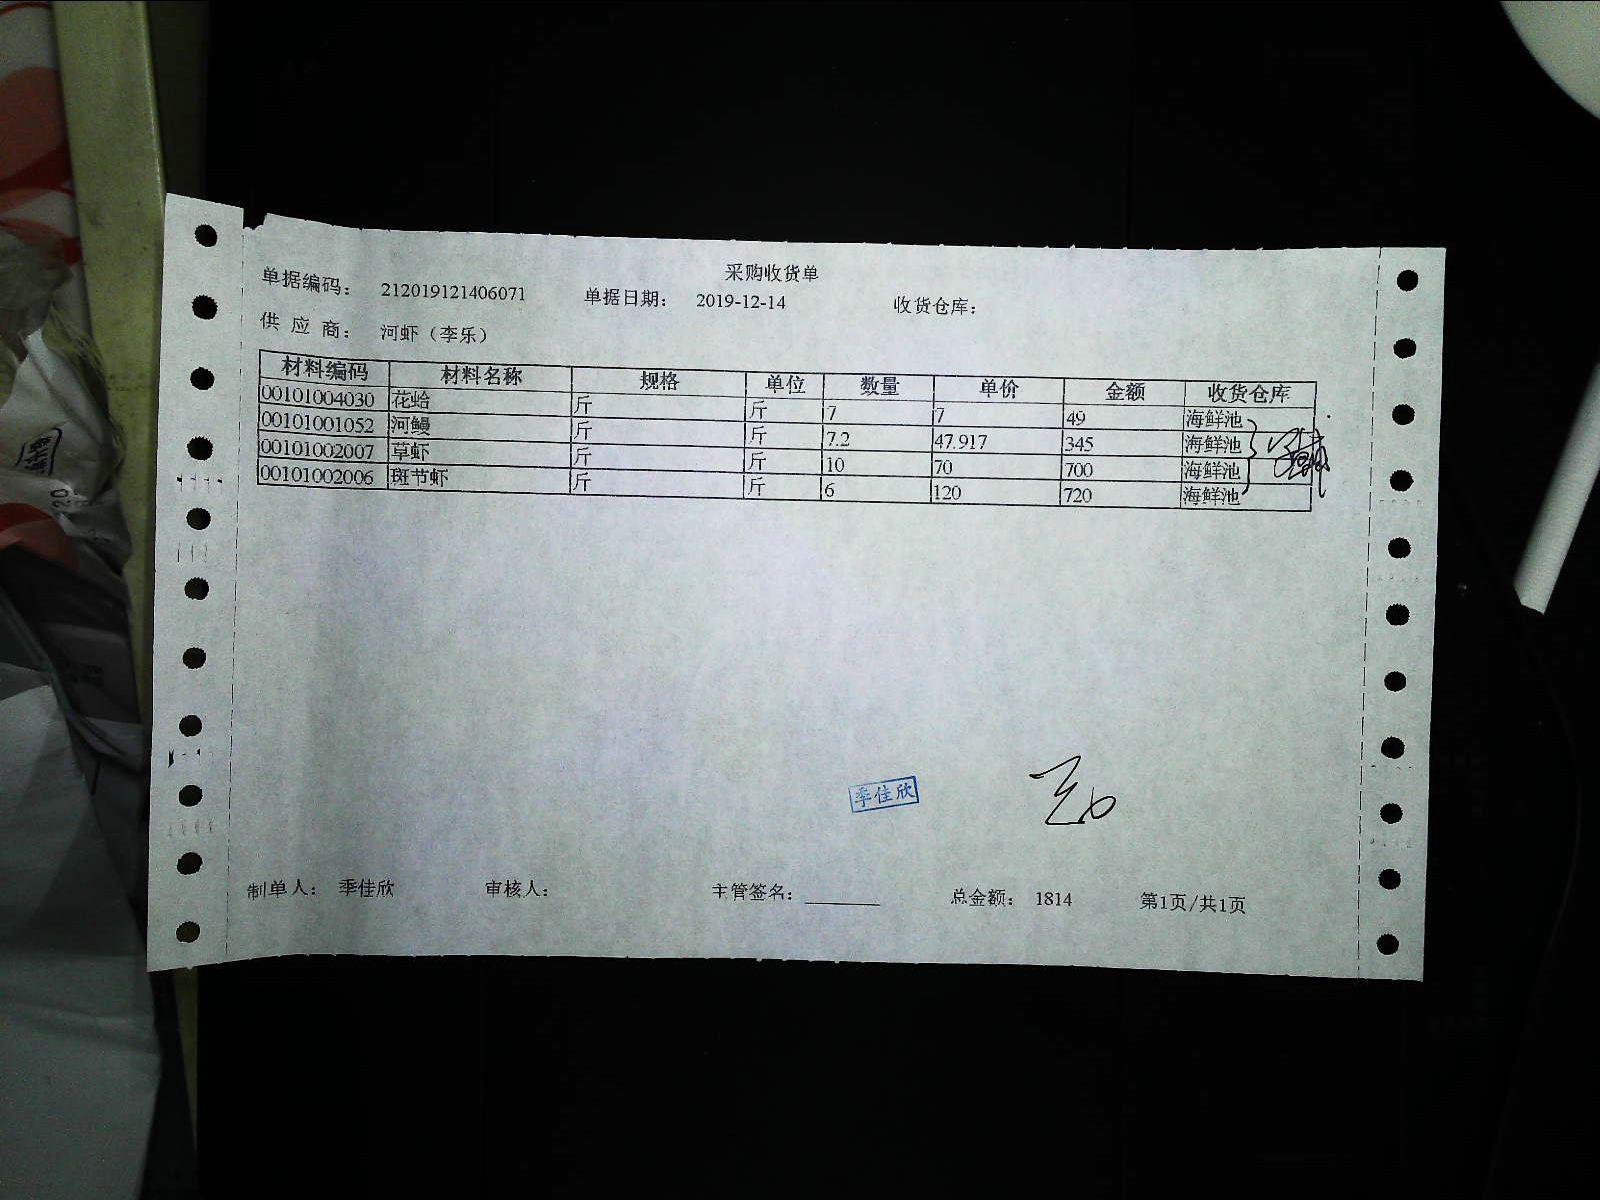 采购收货单
单据编码： 212019121406071 单据日期： 2019-12-14 收货仓库：
供 应 商： 河虾（李乐）
材料编码 材料名称 规格 单位 数量 单价 金额 收货仓库
00101004030 花蛤 斤 斤 7 7 49 海鲜池
00101001052 河鳗 斤 斤 7.2 47.917 345 海鲜池
00101002007 草虾 斤 斤 10 70 700 海鲜池
00101002006 斑节虾 斤 斤 6 120 720 海鲜池
季佳欣
制单人： 季佳欣 审核人： 主管签名： 总金额： 1814 第1页/共1页